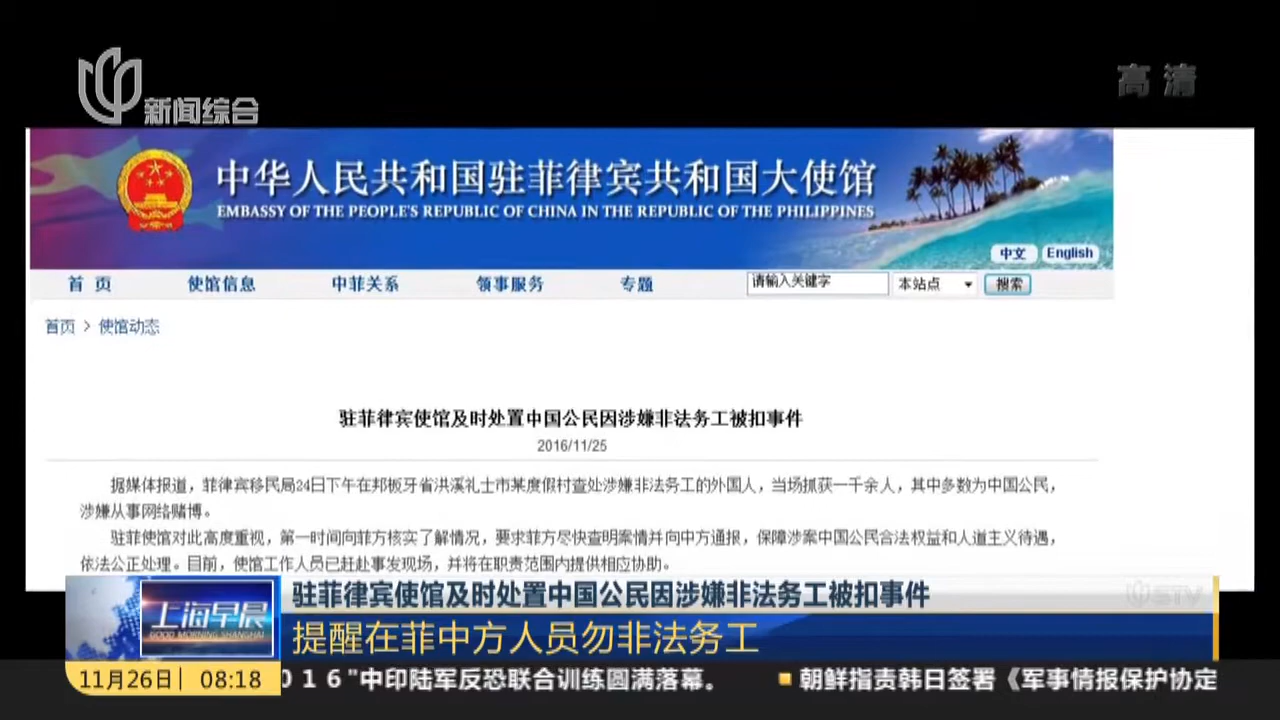 新闻综合
高清
中华人民共和国驻菲律宾共和国大使馆
EMBASSY OF THE PEOPLE'S REPUBLIC OF CHINA IN THE REPUBLIC OF THE PHILIPPINES
中文 English
首 页 使馆信息 中菲关系 领事服务 专题 请输入关键字 本站点 搜索
首页 > 使馆动态
驻菲律宾使馆及时处置中国公民因涉嫌非法务工被扣事件
2016/11/25
据媒体报道，菲律宾移民局24日下午在邦板牙省洪溪礼士市某度假村查处涉嫌非法务工的外国人，当场抓获一千余人，其中多数为中国公民，
涉嫌从事网络赌博。
驻菲使馆对此高度重视，第一时间向菲方核实了解情况，要求菲方尽快查明案情并向中方通报，保障涉案中国公民合法权益和人道主义待遇，
依法公正处理。目前，使馆工作人员已赶赴事发现场，并将在职责范围内提供相应协助。
上海早晨
GOOD MORNING SHANGHAI
驻菲律宾使馆及时处置中国公民因涉嫌非法务工被扣事件
STV
提醒在菲中方人员勿非法务工
11月26日 08:18 016"中印陆军反恐联合训练圆满落幕。 朝鲜指责韩日签署《军事情报保护协定